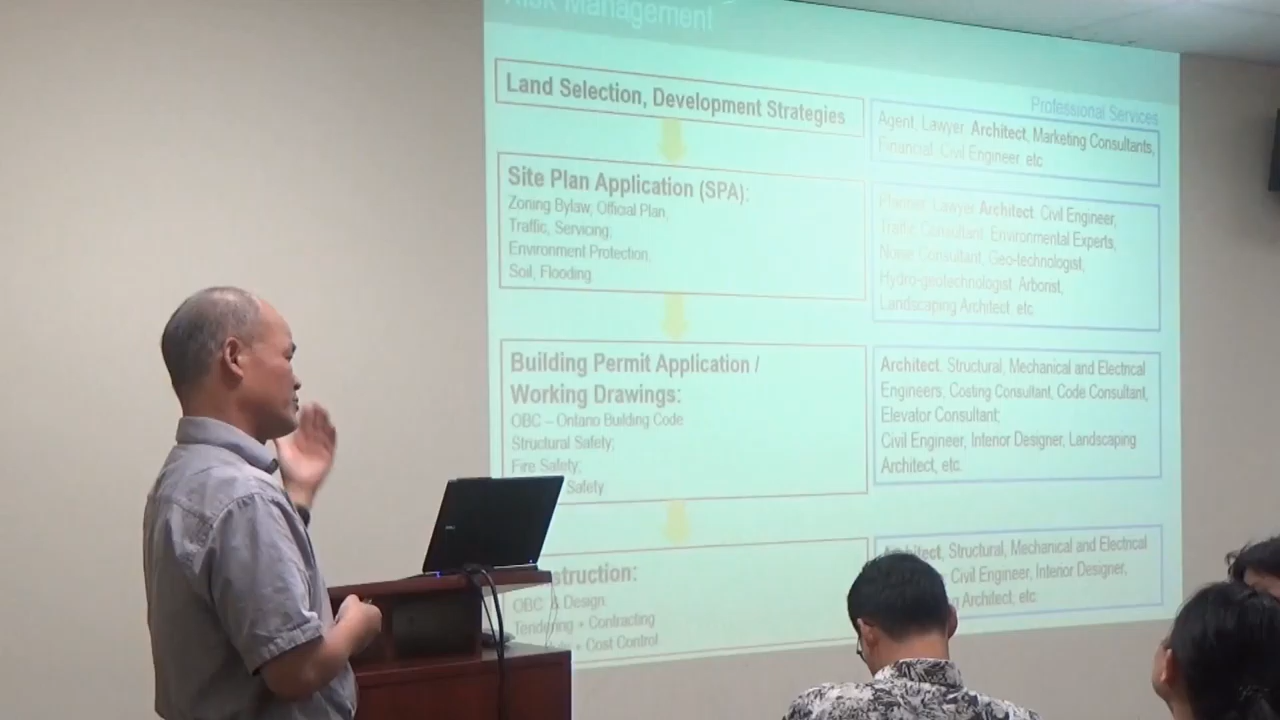 Risk Management
Land Selection, Development Strategies
Professional Services
Agent, Lawyer Architect, Marketing Consultants,
Financial, Civil Engineer, etc
Site Plan Application (SPA):
Zoning Bylaw, Official Plan,
Traffic, Servicing,
Environment Protection,
Soil, Flooding
Planner, Lawyer Architect, Civil Engineer,
Traffic Consultant, Environmental Experts,
Noise Consultant, Geo-technologist,
Hydro-geotechnologist, Arborist,
Landscaping Architect, etc
Building Permit Application /
Working Drawings:
OBC – Ontario Building Code
Structural Safety;
Fire Safety;
Safety
Architect, Structural, Mechanical and Electrical
Engineers, Costing Consultant, Code Consultant,
Elevator Consultant;
Civil Engineer, Interior Designer, Landscaping
Architect, etc.
struction:
OBC & Design
Tendering + Contracting
+ Cost Control
Architect, Structural, Mechanical and Electrical
Civil Engineer, Interior Designer,
Architect, etc